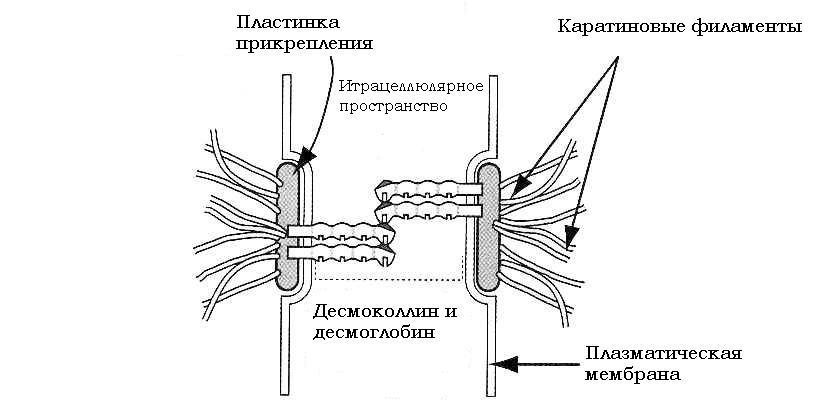 Пластинка
прикрепления
Каратиновые филаменты
Итрацеллюлярное
пространство
Десмоколлин и
десмоглобин
Плазматическая
мембрана